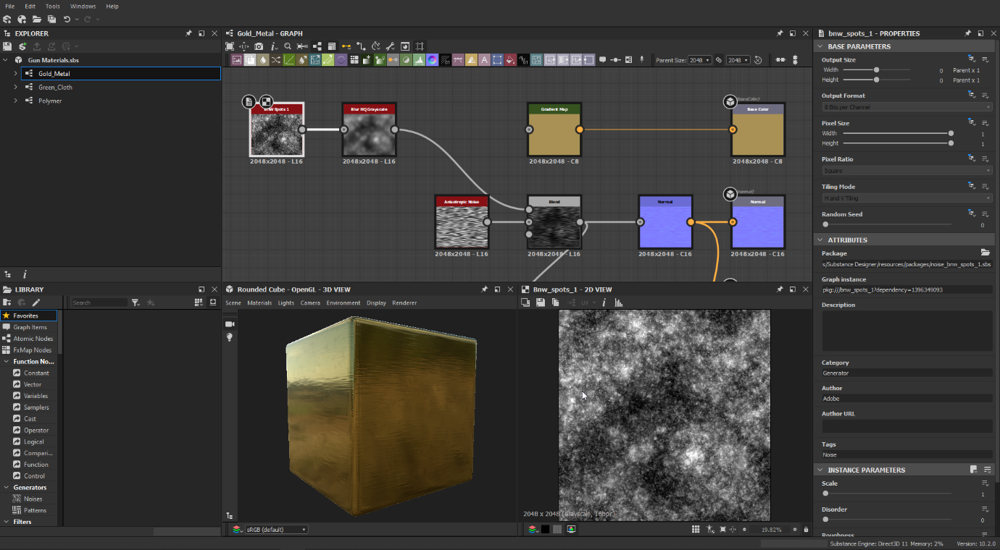 File Edit Tools Windows Help
EXPLORER
Gun Materials.sbs
Gold_Metal
Green_Cloth
Polymer
LIBRARY
Search
Favorites
Graph Items
Atomic Nodes
FxMap Nodes
Function No...
Constant
Vector
Variables
Samplers
Cast
Operator
Logical
Compari...
Function
Control
Generators
Noises
Patterns
Filters
Gold_Metal - GRAPH
Parent Size: 2048 2048
BnW Spots 1
2048x2048 - L16
Blur HQ Grayscale
2048x2048 - L16
Gradient Map
2048x2048 - C8
(baseColor)
Base Color
2048x2048 - C8
Anisotropic Noise
2048x2048 - L16
Blend
2048x2048 - L16
Normal
2048x2048 - C16
(normal)
Normal
2048x2048 - C16
Rounded Cube - OpenGL - 3D VIEW
Scene Materials Lights Camera Environment Display Renderer
sRGB (default)
Bnw_spots_1 - 2D VIEW
UV
2048 x 2048 (Grayscale, 16bpc)
19.82%
bnw_spots_1 - PROPERTIES
BASE PARAMETERS
Output Size
Width 0 Parent x 1
Height 0 Parent x 1
Output Format
8 Bits per Channel
Pixel Size
Width 1
Height 1
Pixel Ratio
Square
Tiling Mode
H and V Tiling
Random Seed
0
ATTRIBUTES
Package
s/Substance Designer/resources/packages/noise_bnw_spots_1.sbs
Graph instance
pkg:///bnw_spots_1?dependency=1396349093
Description
Category
Generator
Author
Adobe
Author URL
Tags
Noise
INSTANCE PARAMETERS
Scale
1
Disorder
0
Roughness
Substance Engine: Direct3D 11 Memory: 2% Version: 10.2.0